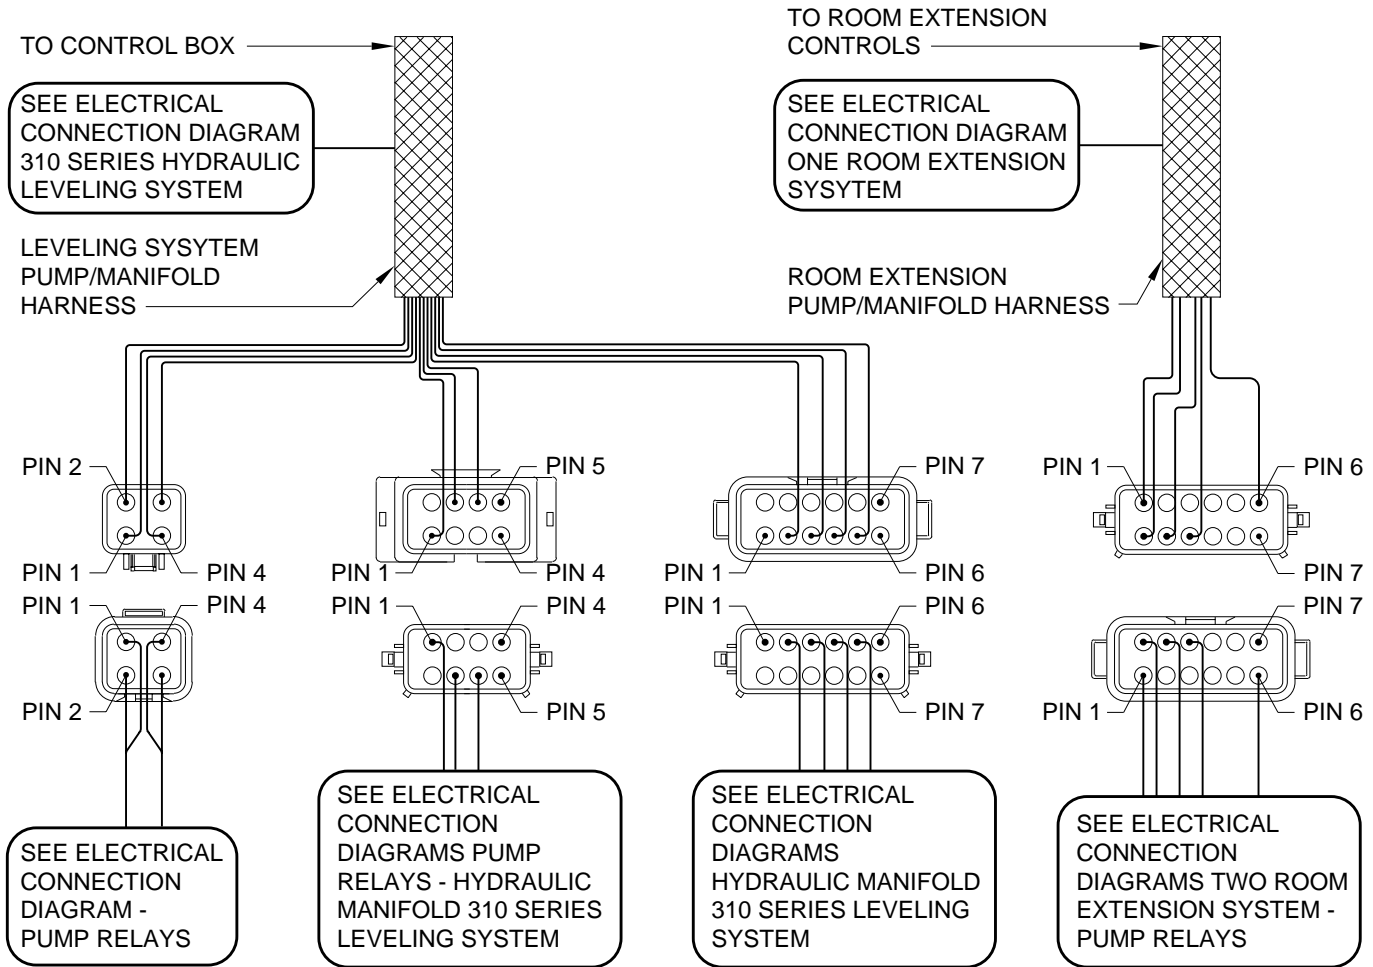 TO CONTROL BOX
SEE ELECTRICAL
CONNECTION DIAGRAM
310 SERIES HYDRAULIC
LEVELING SYSTEM
LEVELING SYSYTEM
PUMP/MANIFOLD
HARNESS
TO ROOM EXTENSION
CONTROLS
SEE ELECTRICAL
CONNECTION DIAGRAM
ONE ROOM EXTENSION
SYSYTEM
ROOM EXTENSION
PUMP/MANIFOLD HARNESS
PIN 2
PIN 5
PIN 7
PIN 1
PIN 6
PIN 1
PIN 4
PIN 1
PIN 4
PIN 1
PIN 6
PIN 7
PIN 1
PIN 4
PIN 1
PIN 4
PIN 1
PIN 6
PIN 7
PIN 2
PIN 5
PIN 7
PIN 1
PIN 6
SEE ELECTRICAL
CONNECTION
DIAGRAM -
PUMP RELAYS
SEE ELECTRICAL
CONNECTION
DIAGRAMS PUMP
RELAYS - HYDRAULIC
MANIFOLD 310 SERIES
LEVELING SYSTEM
SEE ELECTRICAL
CONNECTION
DIAGRAMS
HYDRAULIC MANIFOLD
310 SERIES LEVELING
SYSTEM
SEE ELECTRICAL
CONNECTION
DIAGRAMS TWO ROOM
EXTENSION SYSTEM -
PUMP RELAYS